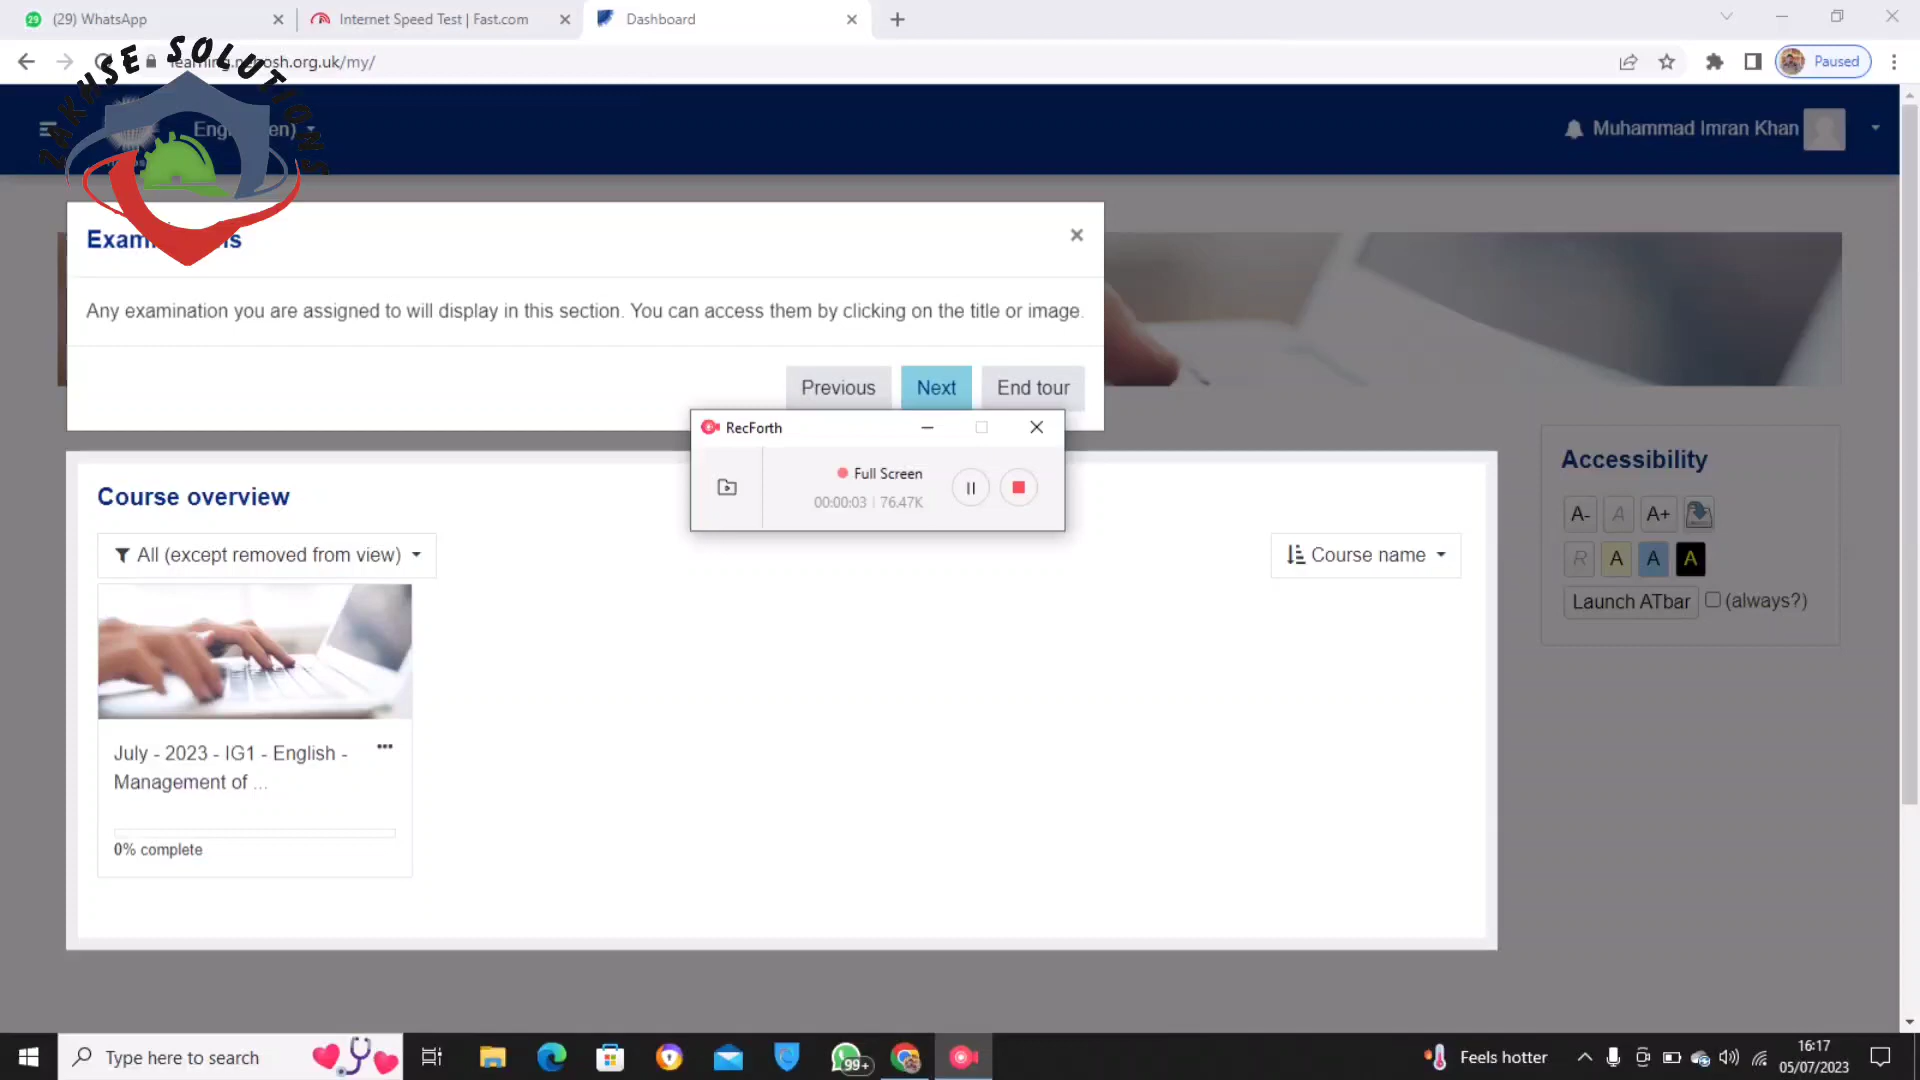 (29) WhatsApp
Internet Speed Test | Fast.com
Dashboard
/my/
Paused
ZAKHSE SOLUTIONS
Muhammad Imran Khan
Any examination you are assigned to will display in this section. You can access them by clicking on the title or image.
Previous
Next
End tour
RecForth
Full Screen
00:00:03 | 76.47K
Course overview
All (except removed from view)
Course name
July - 2023 - IG1 - English -
Management of ...
0% complete
Accessibility
A- A A+
R A A A
Launch ATbar (always?)
Type here to search
99+
Feels hotter
16:17
05/07/2023